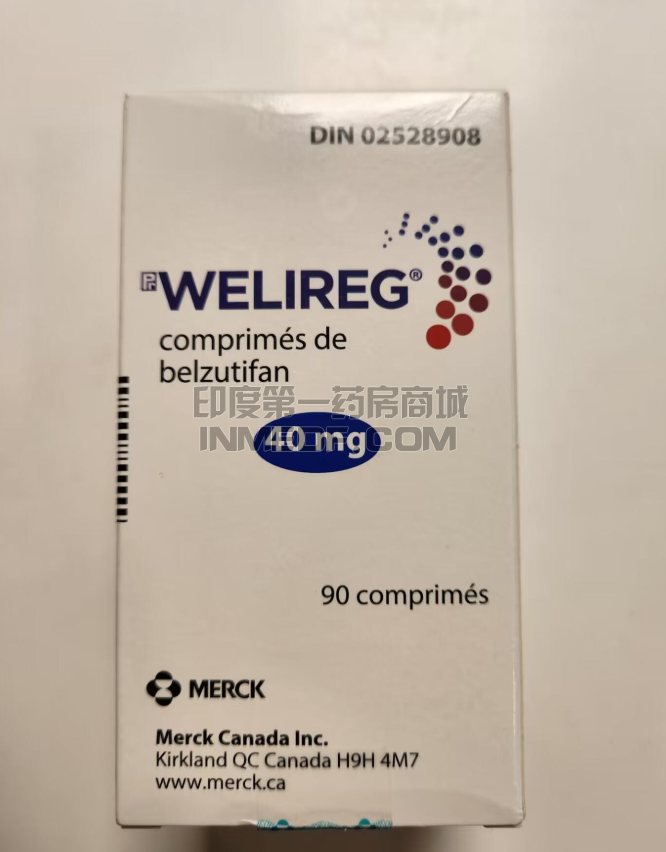 DIN 02528908
Pr WELIREG®
comprimés de
belzutifan
印度第一药房商城
40 mg
90 comprimés
MERCK
Merck Canada Inc.
Kirkland QC Canada H9H 4M7
www.merck.ca